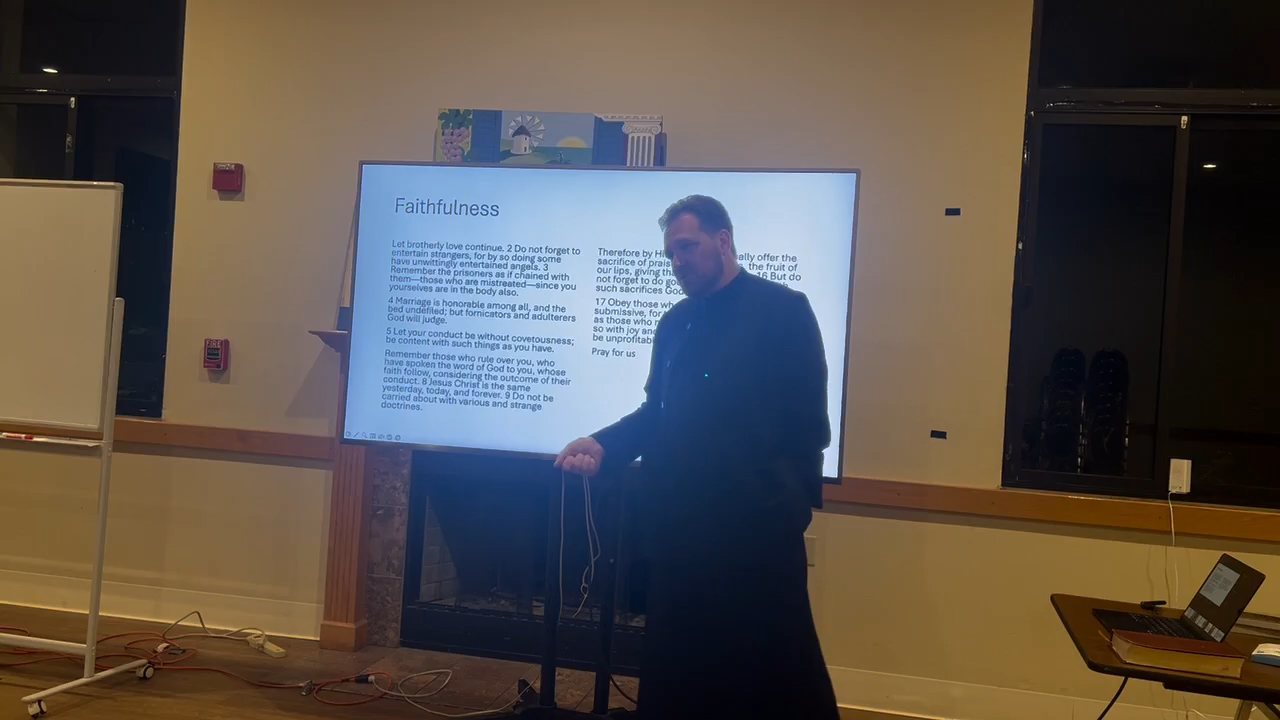 Faithfulness
Let brotherly love continue. 2 Do not forget to
entertain strangers, for by so doing some
have unwittingly entertained angels. 3
Remember the prisoners as if chained with
them—those who are mistreated—since you
yourselves are in the body also.
4 Marriage is honorable among all, and the
bed undefiled; but fornicators and adulterers
God will judge.
5 Let your conduct be without covetousness;
be content with such things as you have.
Remember those who rule over you, who
have spoken the word of God to you, whose
faith follow, considering the outcome of their
conduct. 8 Jesus Christ is the same
yesterday, today, and forever. 9 Do not be
carried about with various and strange
doctrines.
Therefore by offer the
sacrifice of the fruit of
our lips, giving 16 But do
not forget to do
such sacrifices
17 Obey those
submissive, for
as those who
so with joy
be
Pray for us
FIRE